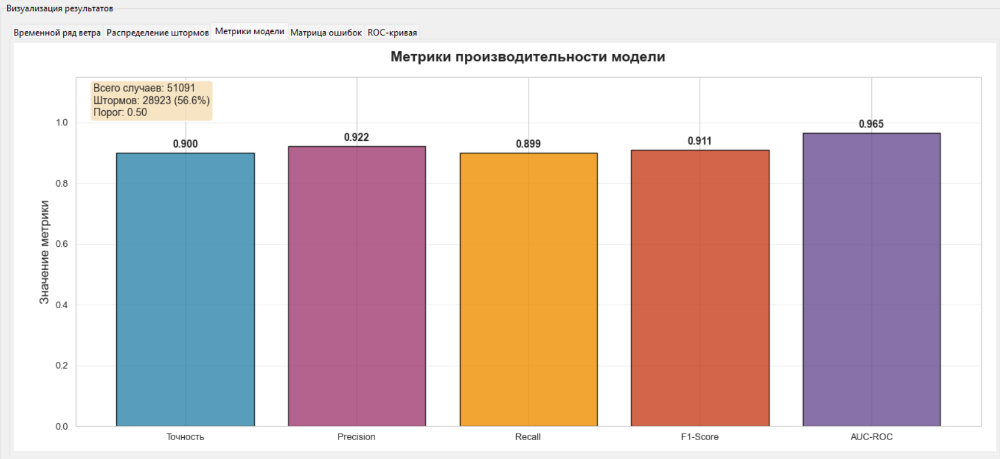 Визуализация результатов
Временной ряд ветра Распределение штормов Метрики модели Матрица ошибок ROC-кривая
Метрики производительности модели
Всего случаев: 51091
Штормов: 28923 (56.6%)
Порог: 0.50
Значение метрики
1.0
0.8
0.6
0.4
0.2
0.0
0.900
0.922
0.899
0.911
0.965
Точность Precision Recall F1-Score AUC-ROC